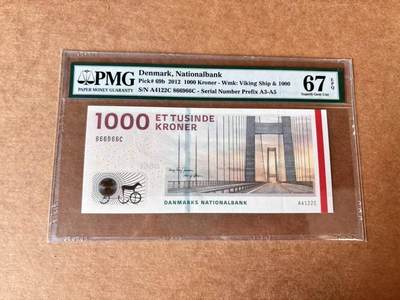 PMG
PAPER MONEY GUARANTY
Denmark, Nationalbank
Pick# 69b 2012 1000 Kroner - Wmk: Viking Ship & 1000
S/N A4122C 866966C - Serial Number Prefix A3-A5
67 EPQ
Superb Gem Unc
1000 ET TUSINDE
KRONER
866966C
DANMARKS NATIONALBANK
A4122C